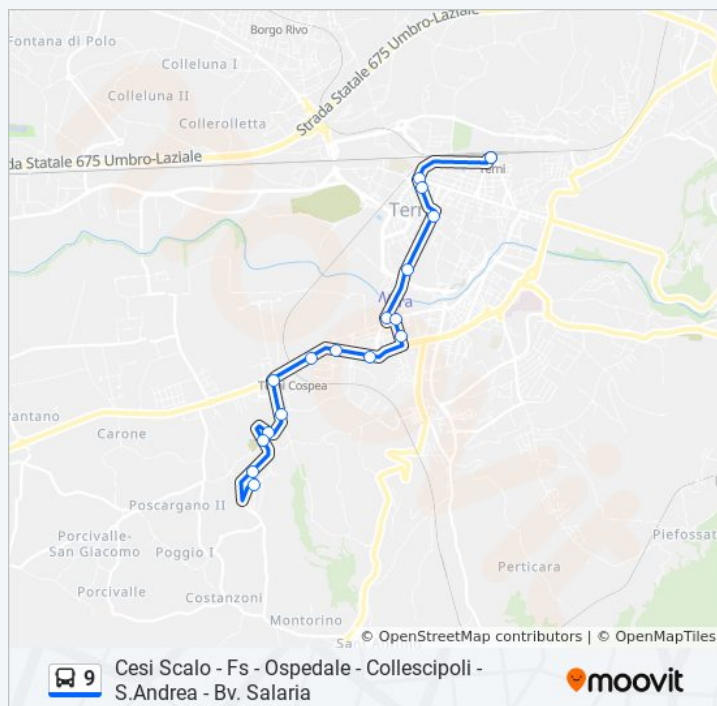 Fontana di Polo
Borgo Rivo
Colleluna I
Colleluna II
Collerolletta
Strada Statale 675 Umbro-Laziale
da Statale 675 Umbro-Laziale
Terni
Tern
Terni Cospea
antano
Carone
Poscargano II
Porcivalle-
San Giacomo
Poggio I
Porcivalle
Costanzoni
Montorino
Piefossat
Perticara
© OpenStreetMap contributors | © OpenMapTiles
9
Cesi Scalo - Fs - Ospedale - Collescipoli -
S.Andrea - Bv. Salaria
moovit